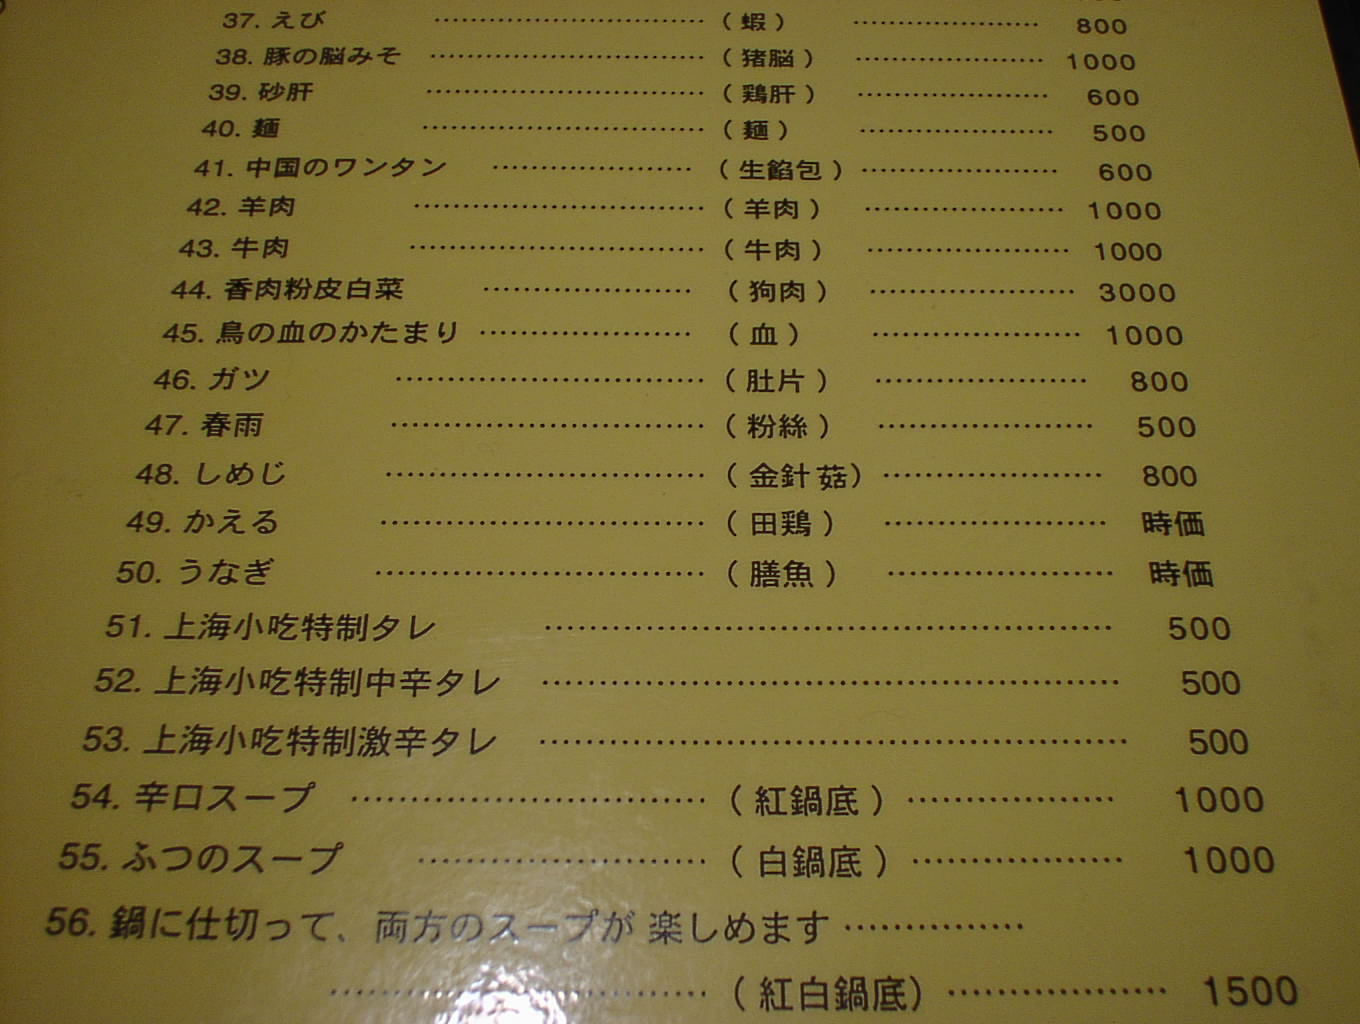 37. えび ………… ( 蝦 ) ………… 800
38. 豚の脳みそ ………… ( 猪脳 ) ………… 1000
39. 砂肝 ………… ( 鶏肝 ) ………… 600
40. 麺 ………… ( 麺 ) ………… 500
41. 中国のワンタン ………… ( 生餡包 ) ………… 600
42. 羊肉 ………… ( 羊肉 ) ………… 1000
43. 牛肉 ………… ( 牛肉 ) ………… 1000
44. 香肉粉皮白菜 ………… ( 狗肉 ) ………… 3000
45. 鳥の血のかたまり ………… ( 血 ) ………… 1000
46. ガツ ………… ( 肚片 ) ………… 800
47. 春雨 ………… ( 粉絲 ) ………… 500
48. しめじ ………… ( 金針菇) ………… 800
49. かえる ………… ( 田鶏 ) ………… 時価
50. うなぎ ………… ( 膳魚 ) ………… 時価
51. 上海小吃特制タレ ………… 500
52. 上海小吃特制中辛タレ ………… 500
53. 上海小吃特制激辛タレ ………… 500
54. 辛口スープ ………… ( 紅鍋底 ) ………… 1000
55. ふつのスープ ………… ( 白鍋底 ) ………… 1000
56. 鍋に仕切って、両方のスープが 楽しめます …………
………… ( 紅白鍋底) ………… 1500